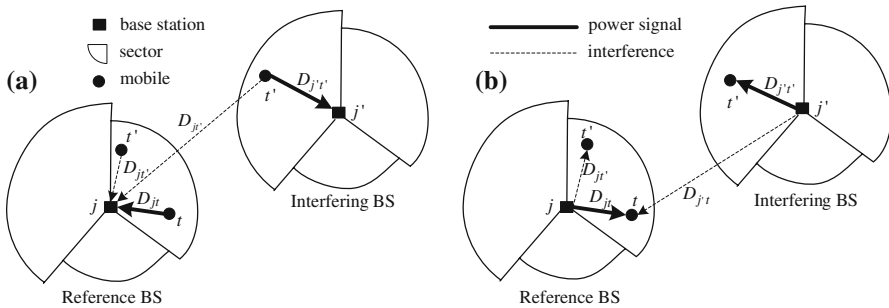 base station
sector
mobile
(a)
t'
D_{j't'}
j'
D_{jt'}
Interfering BS
t'
D_{jt'}
j
D_{jt}
t
Reference BS
power signal
interference
(b)
t'
D_{j't'}
j'
t'
D_{jt'}
D_{jt}
t
j
D_{j't}
Interfering BS
Reference BS